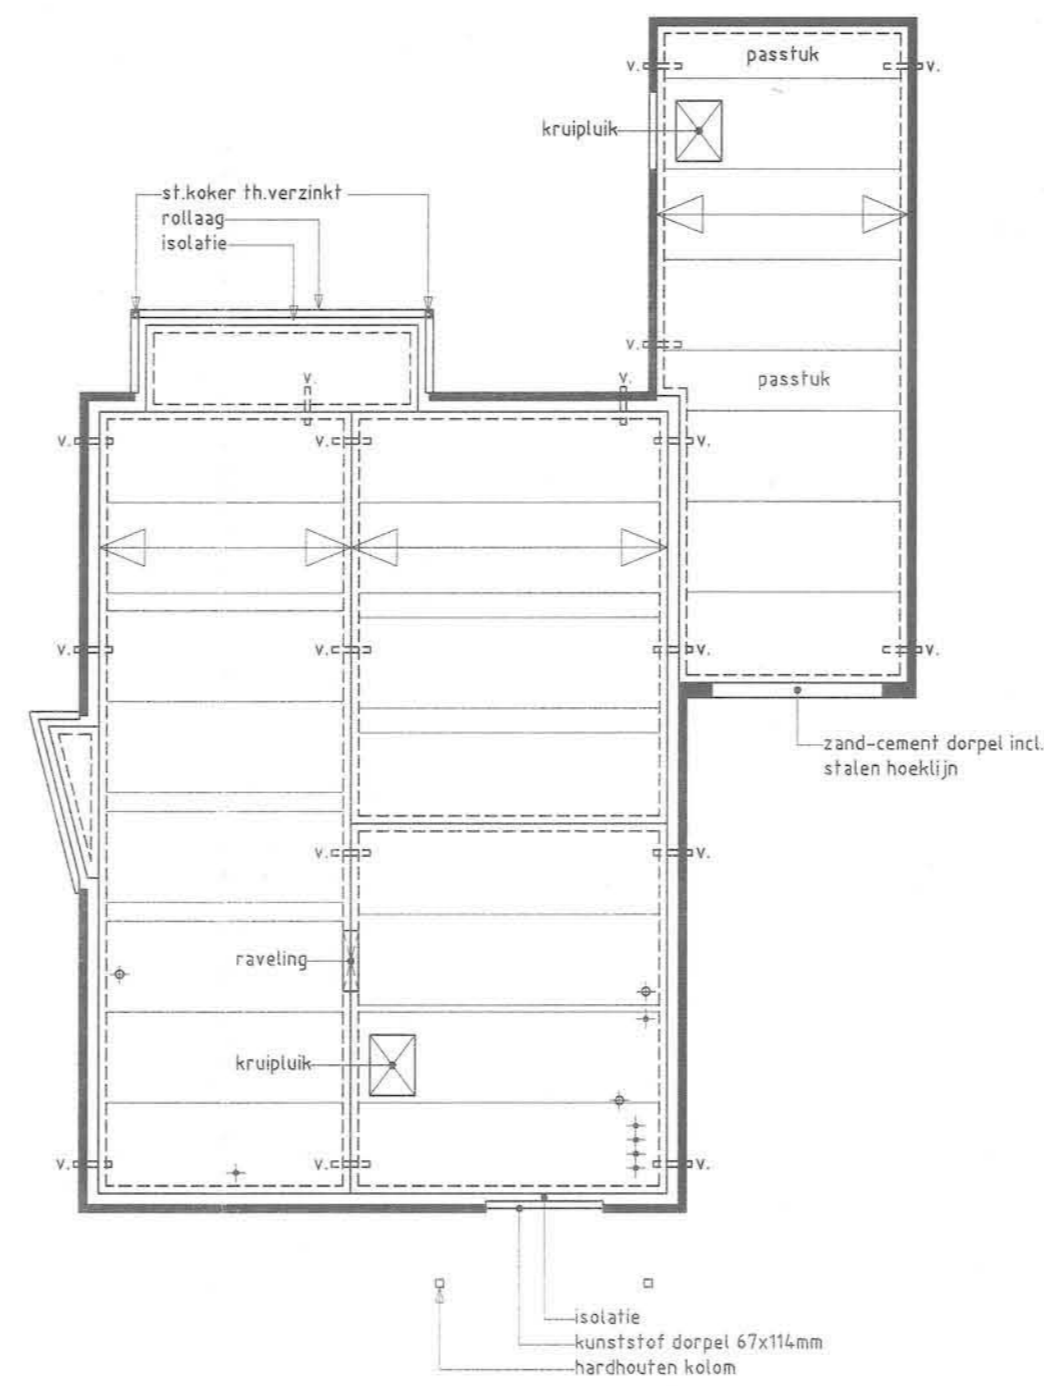 passtuk
v.
v.
kruipluik
st.koker th.verzinkt
rollaag
isolatie
v.
v.
v.
passtuk
v.
v.
v.
v.
v.
v.
v.
zand-cement dorpel incl.
stalen hoeklijn
v.
v.
raveling
kruipluik
v.
v.
v.
isolatie
kunststof dorpel 67x114mm
hardhouten kolom